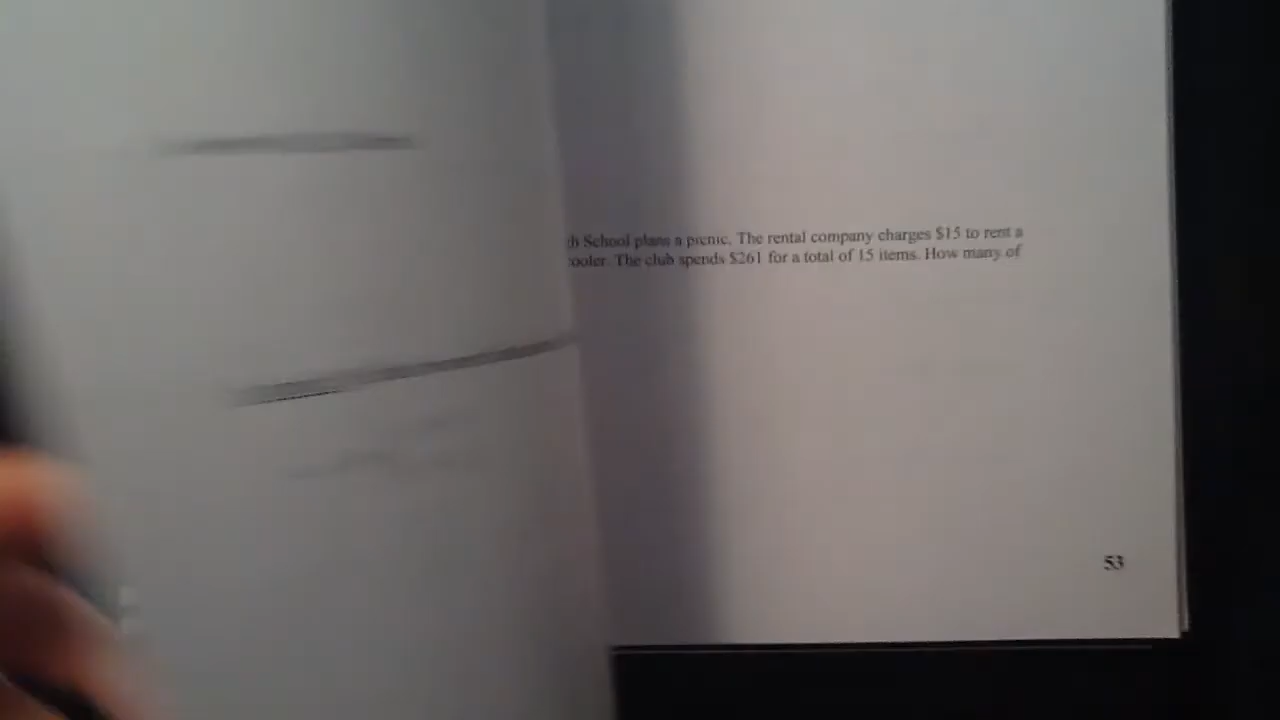 School plans a picnic. The rental company charges $15 to rent a
cooler. The club spends $261 for a total of 15 items. How many of
53